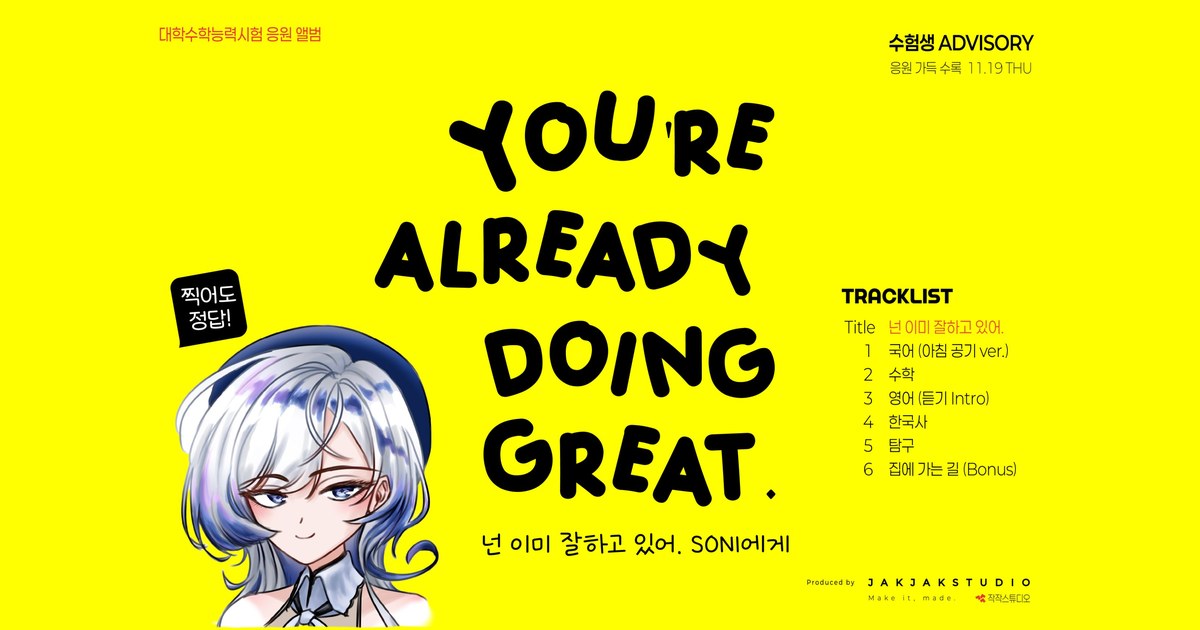 대학수학능력시험 응원 앨범
수험생 ADVISORY
응원 가득 수록 11.19 THU
YOU'RE
ALREADY
DOING
GREAT.
넌 이미 잘하고 있어. SONI에게
찍어도
정답!
TRACKLIST
Title 넌 이미 잘하고 있어.
1 국어 (아침 공기 ver.)
2 수학
3 영어 (듣기 Intro)
4 한국사
5 탐구
6 집에 가는 길 (Bonus)
Produced by JAKJAKSTUDIO
Make it, made. 작작스튜디오